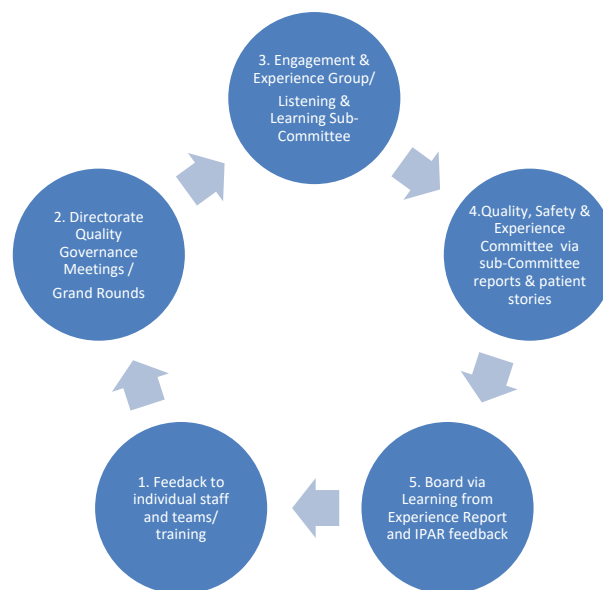 3. Engagement &
Experience Group/
Listening &
Learning Sub-
Committee
4.Quality, Safety &
Experience
Committee via
sub-Committee
reports & patient
stories
5. Board via
Learning from
Experience Report
and IPAR feedback
1. Feedack to
individual staff
and teams/
training
2. Directorate
Quality
Governance
Meetings /
Grand Rounds